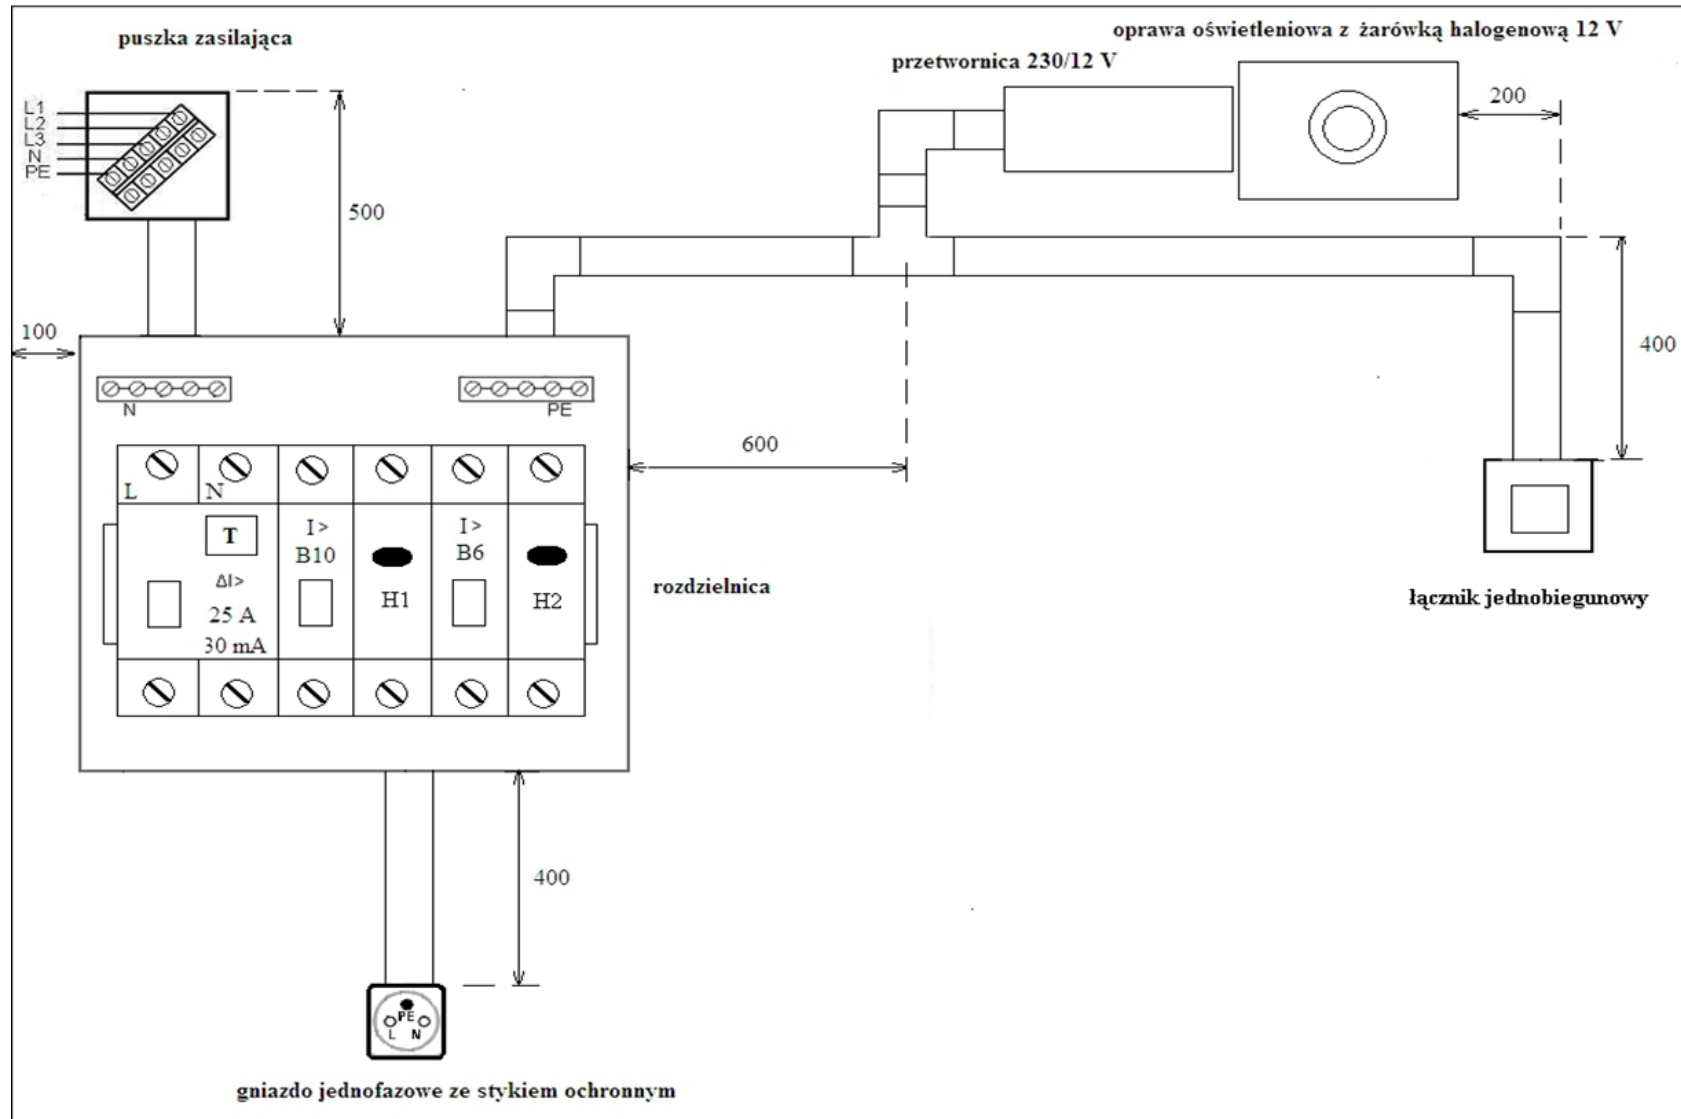 oprawa oświetleniowa z żarówką halogenową 12 V
puszka zasilająca
przetwornica 230/12 V
200
L1
L2
L3
N
PE
500
100
400
N
PE
600
L
N
T
I>
B10
I>
B6
ΔI>
25 A
30 mA
H1
H2
rozdzielnica
łącznik jednobiegunowy
400
PE
L
N
gniazdo jednofazowe ze stykiem ochronnym